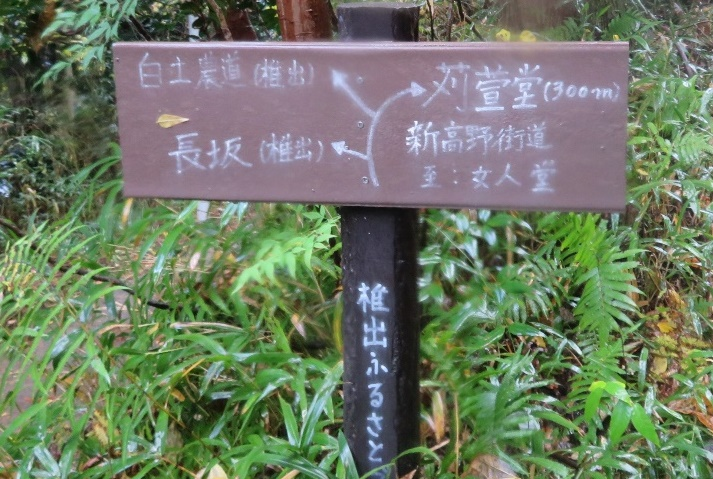 白土農道(椎出)
長坂(椎出)
苅萱堂(300m)
新高野街道
至:女人堂
椎出ふるさと